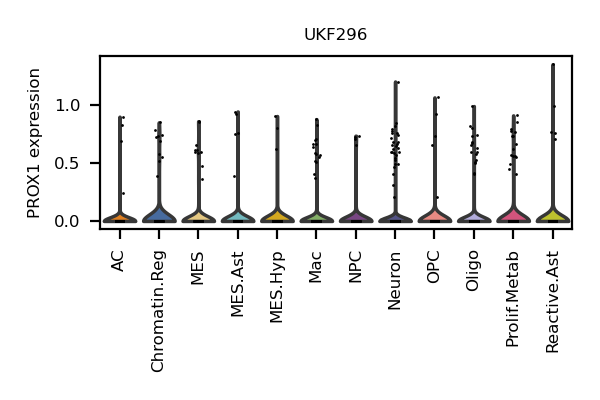 UKF296
PROX1 expression
1.0
0.5
0.0
AC
Chromatin.Reg
MES
MES.Ast
MES.Hyp
Mac
NPC
Neuron
OPC
Oligo
Prolif.Metab
Reactive.Ast